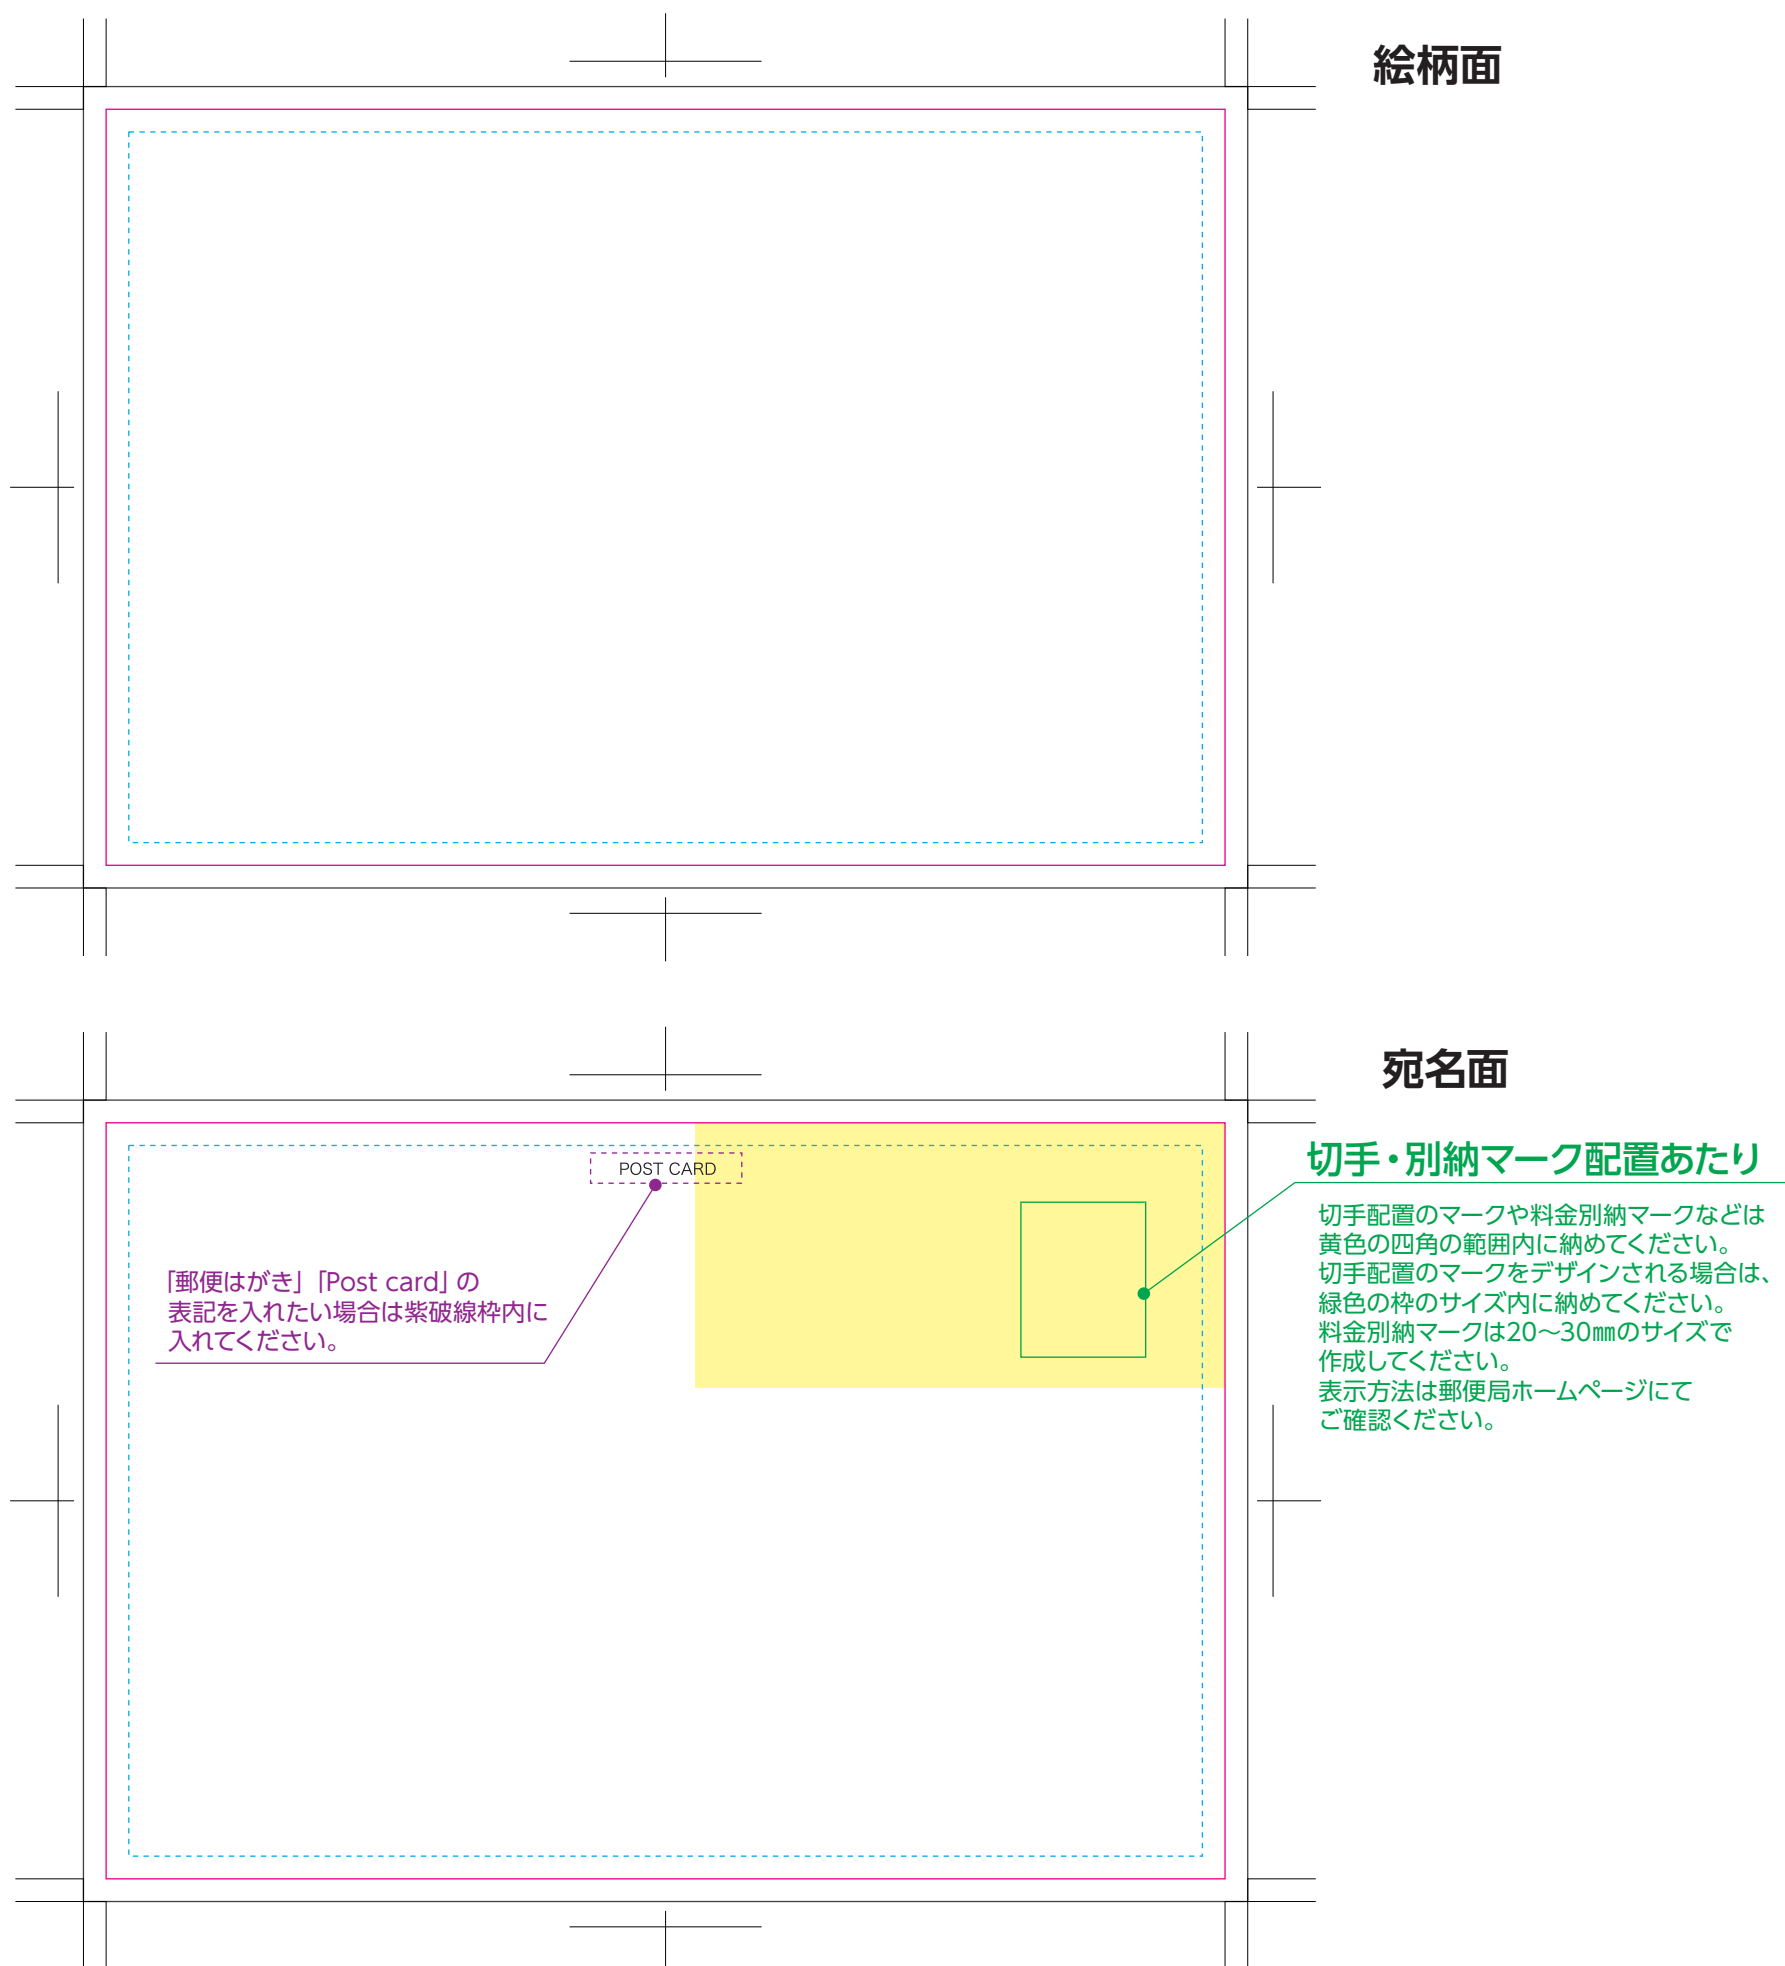 絵柄面
宛名面
POST CARD
「郵便はがき」「Post card」の
表記を入れたい場合は紫破線枠内に
入れてください。
切手・別納マーク配置あたり
切手配置のマークや料金別納マークなどは
黄色の四角の範囲内に納めてください。
切手配置のマークをデザインされる場合は、
緑色の枠のサイズ内に納めてください。
料金別納マークは20～30㎜のサイズで
作成してください。
表示方法は郵便局ホームページにて
ご確認ください。